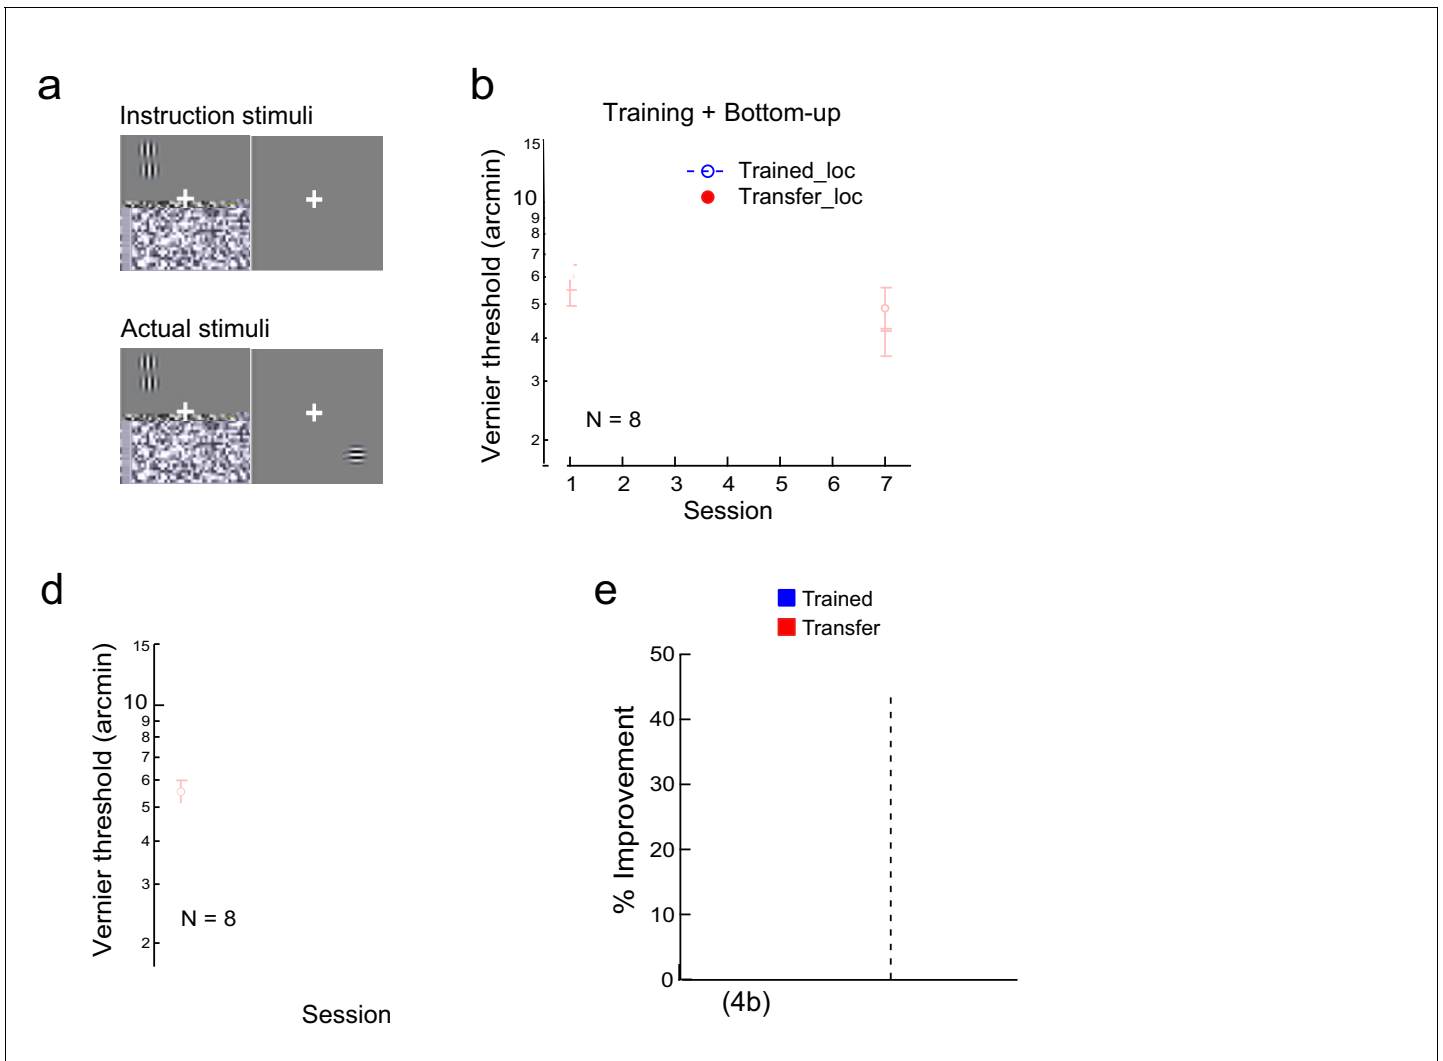 a
Instruction stimuli
Actual stimuli
b
Training + Bottom-up
Trained_loc
Transfer_loc
Vernier threshold (arcmin)
15
10
9
8
7
6
5
4
3
2
N = 8
1 2 3 4 5 6 7
Session
d
Vernier threshold (arcmin)
15
10
9
8
7
6
5
4
3
2
N = 8
Session
e
Trained
Transfer
% Improvement
50
40
30
20
10
0
(4b)